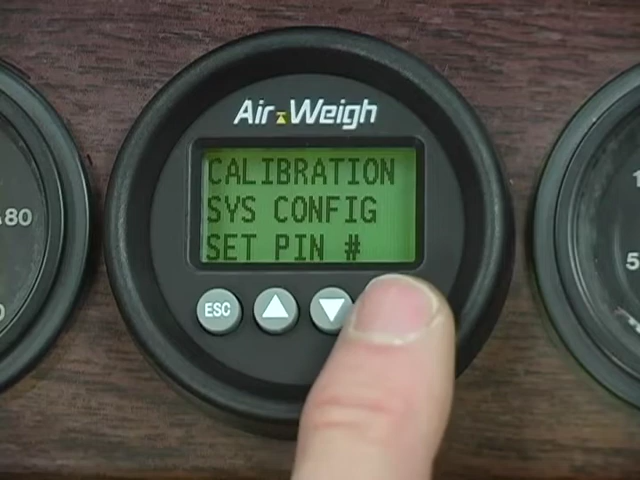 Air-Weigh
CALIBRATION
SYS CONFIG
SET PIN #
ESC
80